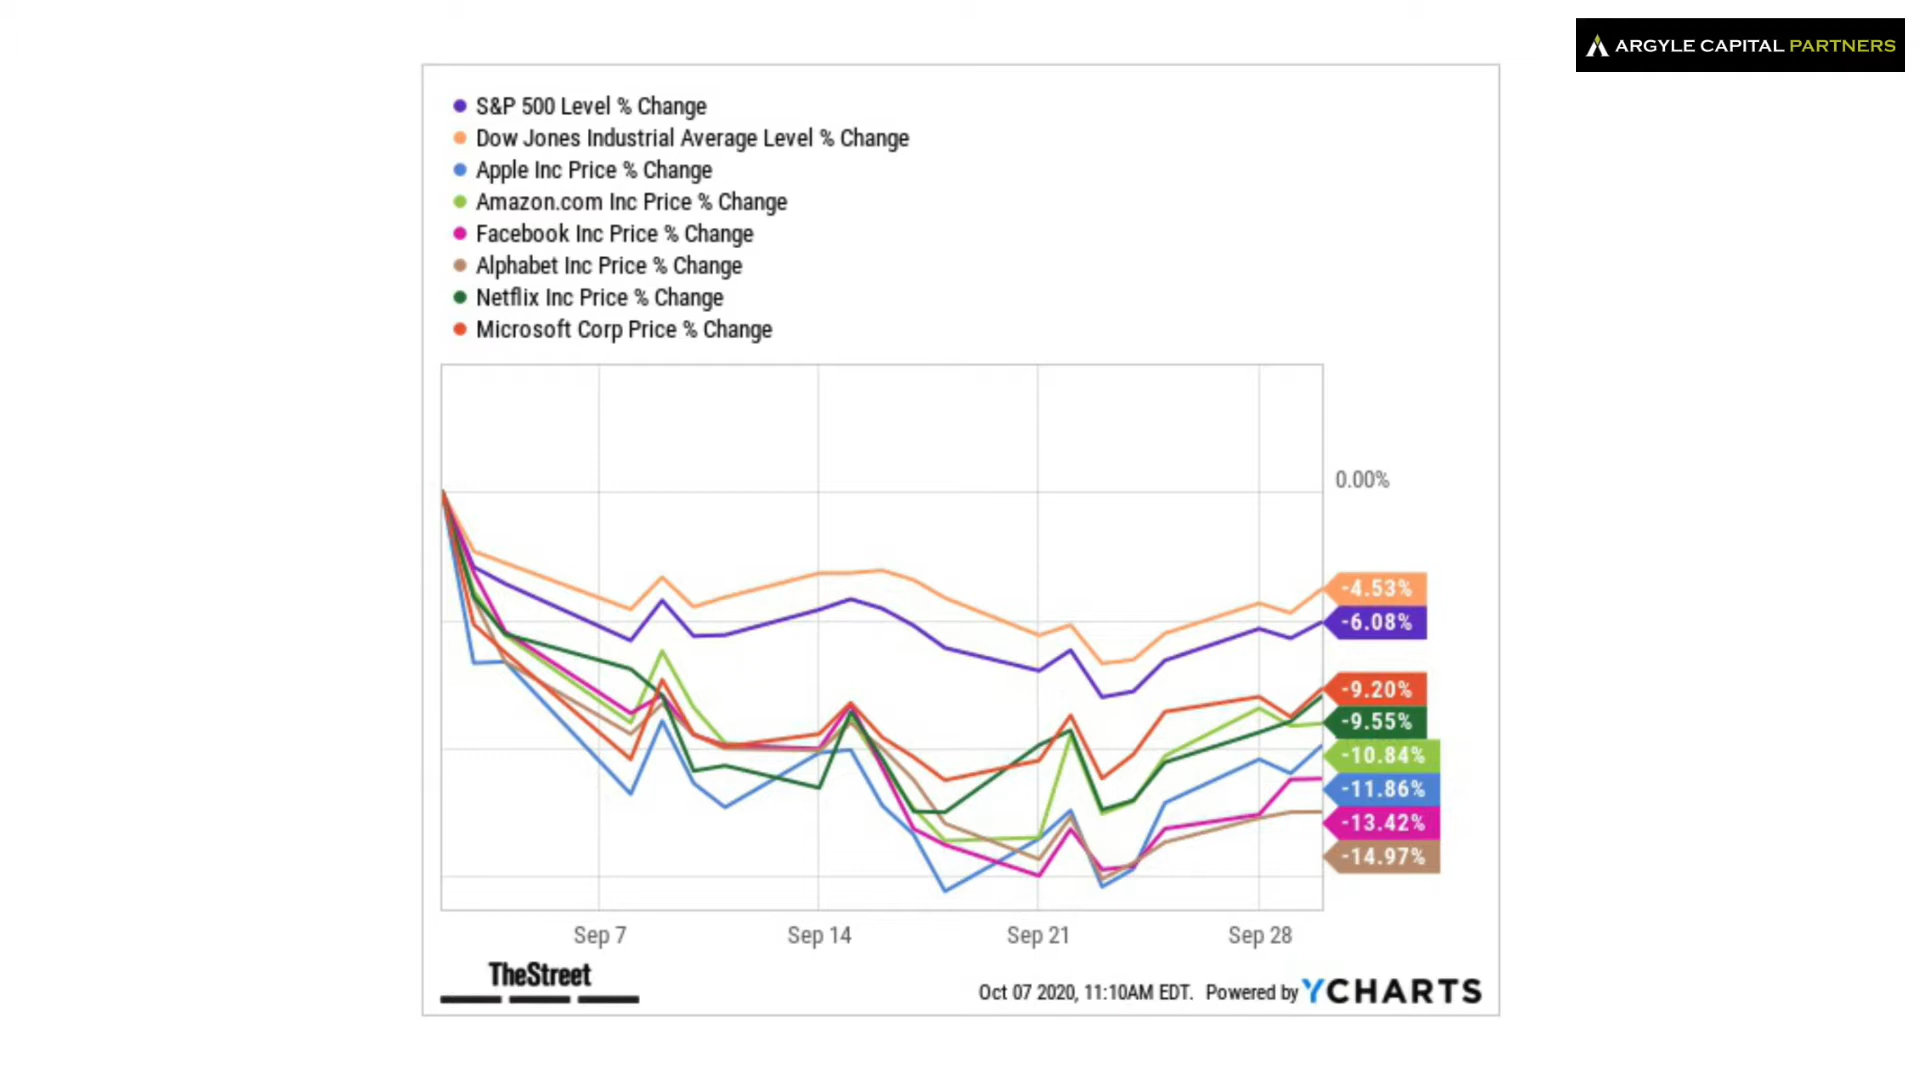 ARGYLE CAPITAL PARTNERS
S&P 500 Level % Change
Dow Jones Industrial Average Level % Change
Apple Inc Price % Change
Amazon.com Inc Price % Change
Facebook Inc Price % Change
Alphabet Inc Price % Change
Netflix Inc Price % Change
Microsoft Corp Price % Change
0.00%
-4.53%
-6.08%
-9.20%
-9.55%
-10.84%
-11.86%
-13.42%
-14.97%
Sep 7 Sep 14 Sep 21 Sep 28
TheStreet
Oct 07 2020, 11:10AM EDT. Powered by YCHARTS